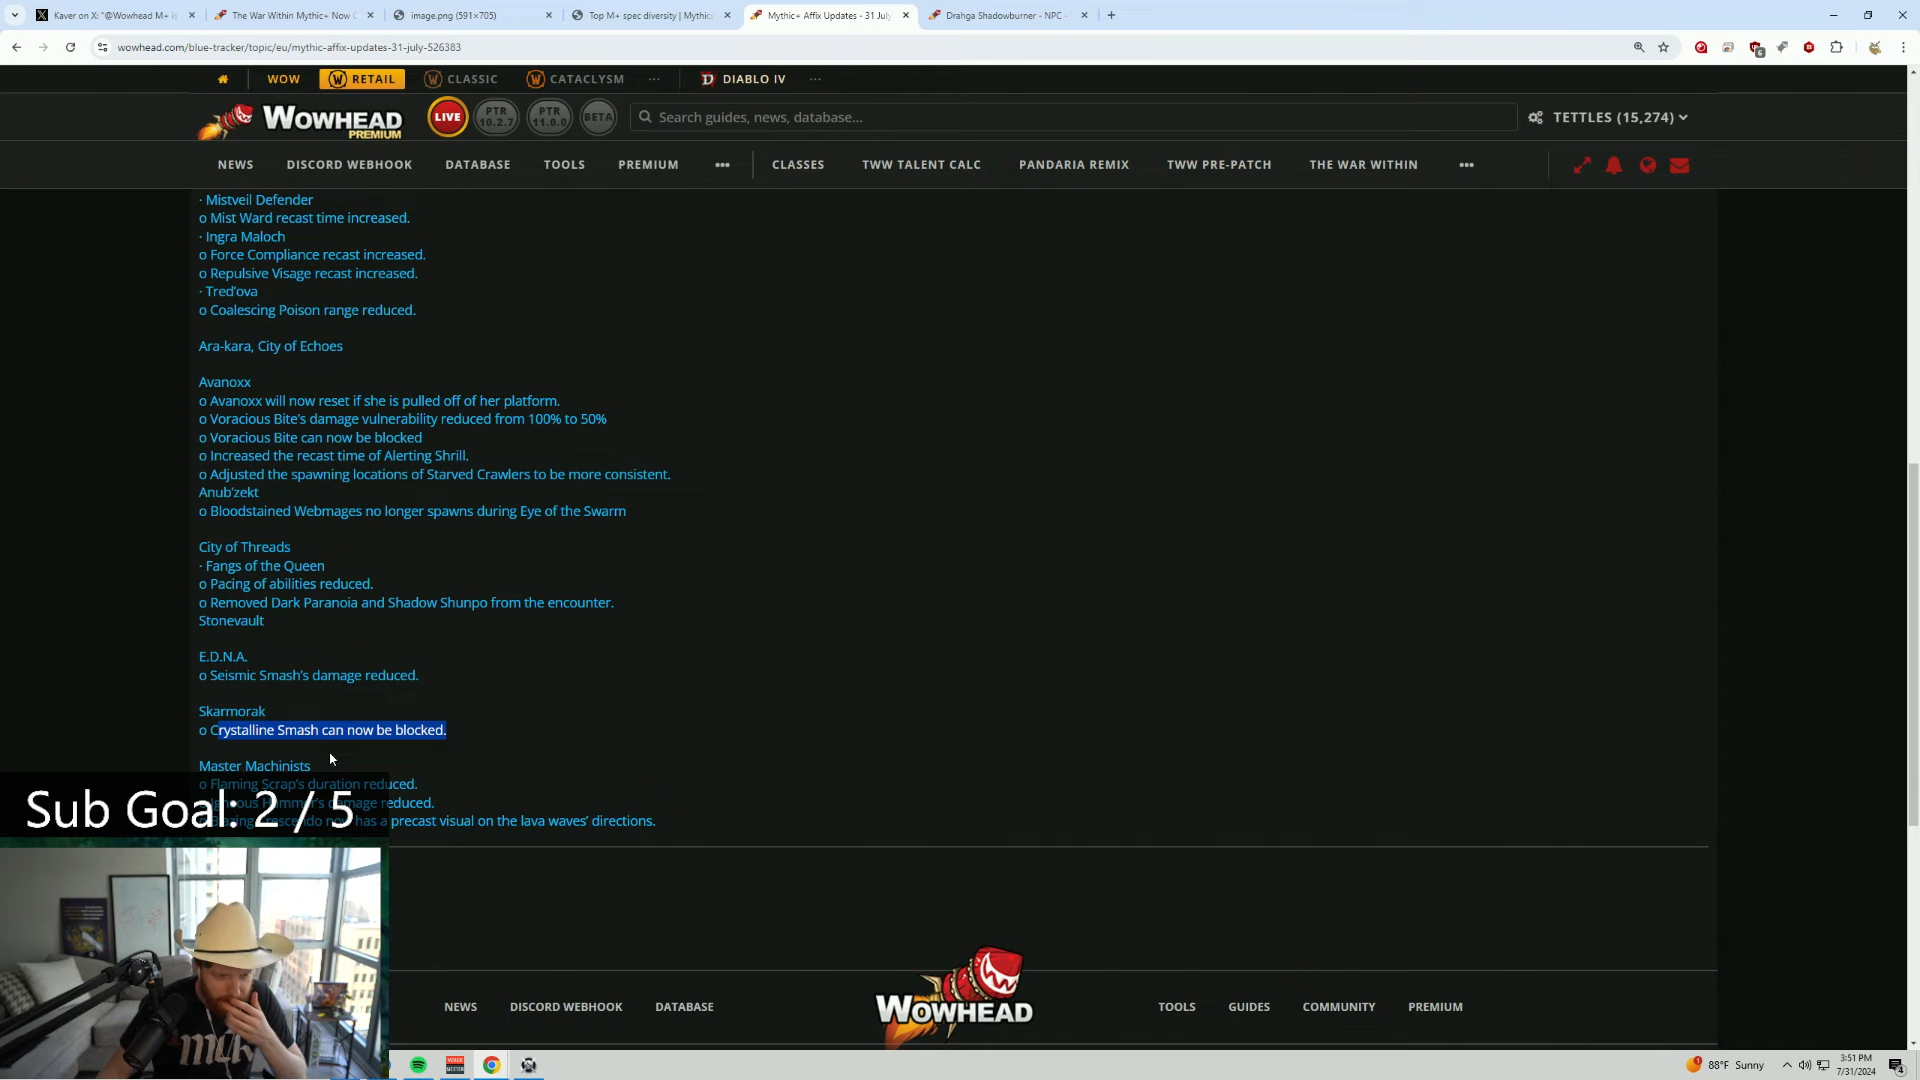 Kaver on X: "@Wowhead M+ is
The War Within Mythic+ Now C
image.png (591×705)
Top M+ spec diversity | Mythic+
Mythic+ Affix Updates - 31 July
Drahga Shadowburner - NPC -
wowhead.com/blue-tracker/topic/eu/mythic-affix-updates-31-july-526383
WOW
RETAIL
CLASSIC
CATACLYSM
...
DIABLO IV
...
WOWHEAD
PREMIUM
LIVE
PTR 10.2.7
PTR 11.0.0
BETA
Search guides, news, database...
TETTLES (15,274)
NEWS
DISCORD WEBHOOK
DATABASE
TOOLS
PREMIUM
•••
CLASSES
TWW TALENT CALC
PANDARIA REMIX
TWW PRE-PATCH
THE WAR WITHIN
•••
· Mistveil Defender
o Mist Ward recast time increased.
· Ingra Maloch
o Force Compliance recast increased.
o Repulsive Visage recast increased.
· Tred'ova
o Coalescing Poison range reduced.
Ara-kara, City of Echoes
Avanoxx
o Avanoxx will now reset if she is pulled off of her platform.
o Voracious Bite's damage vulnerability reduced from 100% to 50%
o Voracious Bite can now be blocked
o Increased the recast time of Alerting Shrill.
o Adjusted the spawning locations of Starved Crawlers to be more consistent.
Anub'zekt
o Bloodstained Webmages no longer spawns during Eye of the Swarm
City of Threads
· Fangs of the Queen
o Pacing of abilities reduced.
o Removed Dark Paranoia and Shadow Shunpo from the encounter.
Stonevault
E.D.N.A.
o Seismic Smash's damage reduced.
Skarmorak
o Crystalline Smash can now be blocked.
Master Machinists
o Flaming Scrap's duration reduced.
o Igneous Hammer's damage reduced.
o Blazing Crescendo now has a precast visual on the lava waves' directions.
Sub Goal: 2 / 5
NEWS
DISCORD WEBHOOK
DATABASE
WOWHEAD
TOOLS
GUIDES
COMMUNITY
PREMIUM
88°F Sunny
3:51 PM
7/31/2024